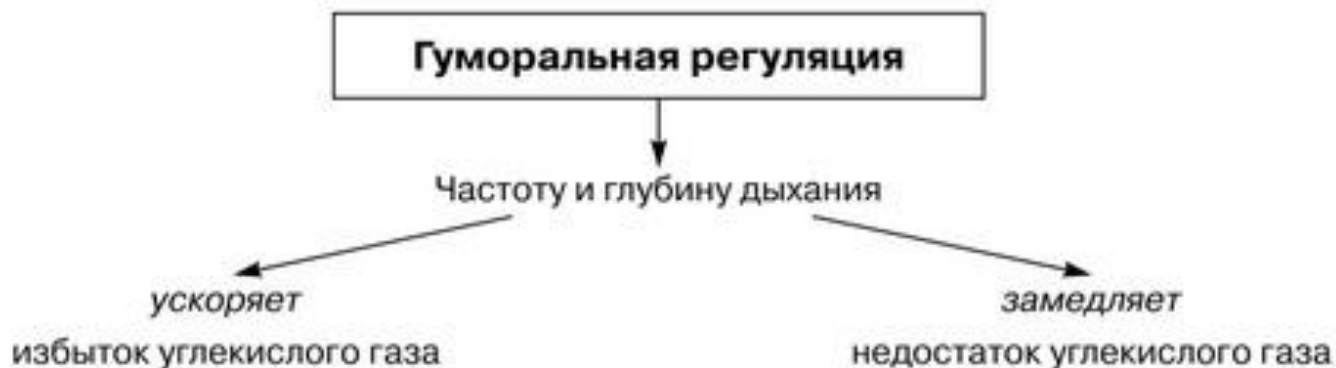 Гуморальная регуляция
Частоту и глубину дыхания
ускоряет
замедляет
избыток углекислого газа
недостаток углекислого газа